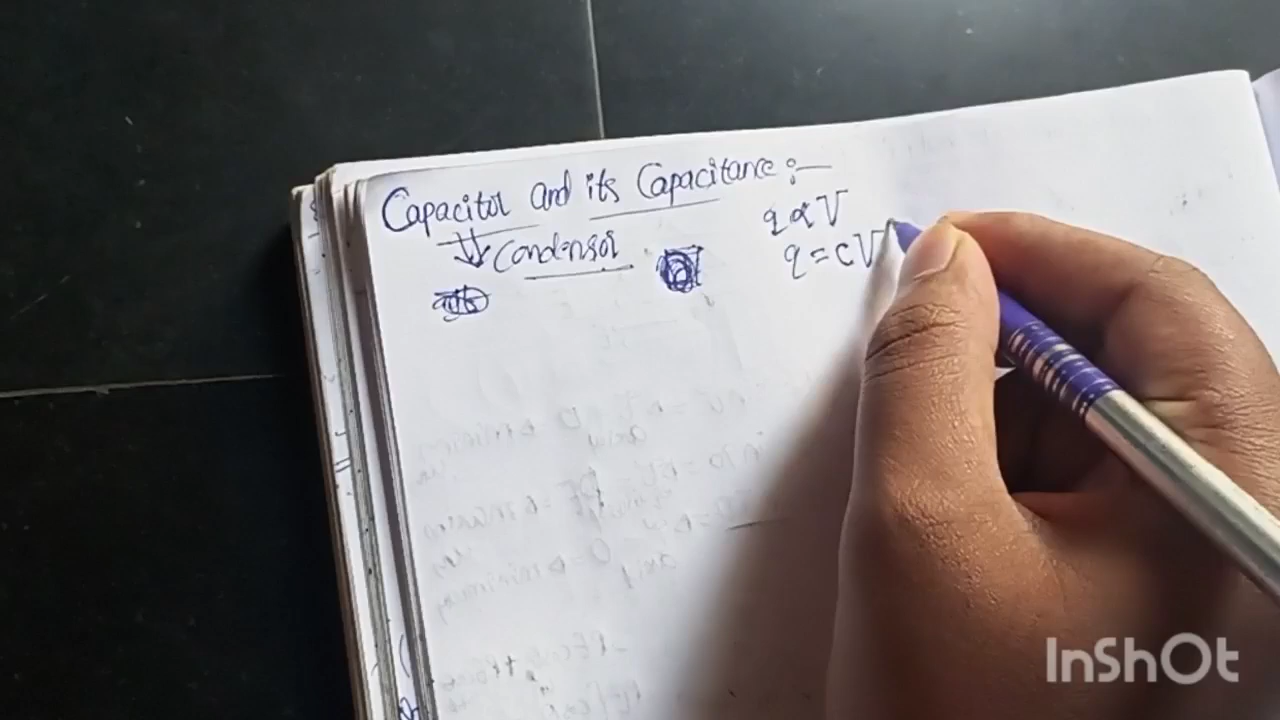 Capacitor and its Capacitance :—
Condensor
q ∝ V
q = cV
InShOt